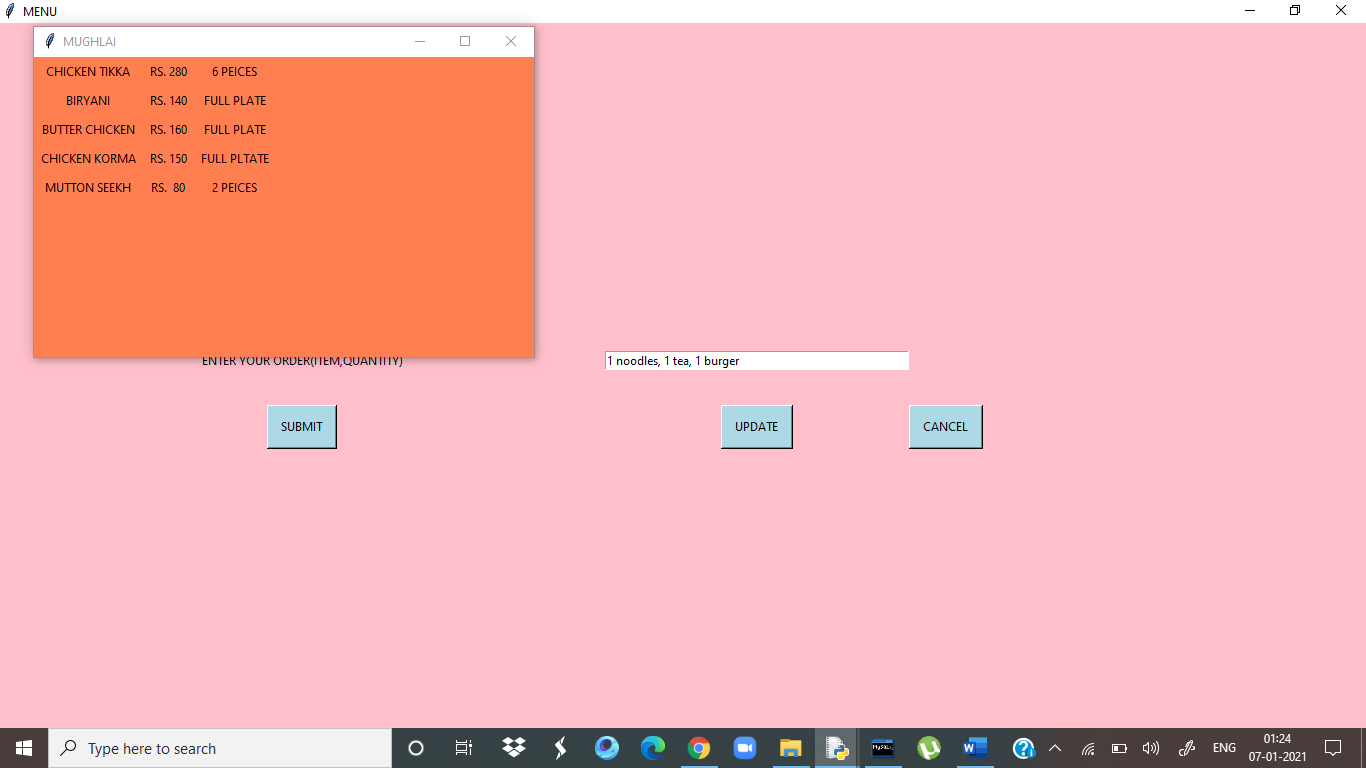 MENU
MUGHLAI
CHICKEN TIKKA RS. 280 6 PEICES
BIRYANI RS. 140 FULL PLATE
BUTTER CHICKEN RS. 160 FULL PLATE
CHICKEN KORMA RS. 150 FULL PLTATE
MUTTON SEEKH RS. 80 2 PEICES
ENTER YOUR ORDER(ITEM,QUANTITY) 1 noodles, 1 tea, 1 burger
SUBMIT UPDATE CANCEL
Type here to search ENG 01:24
07-01-2021